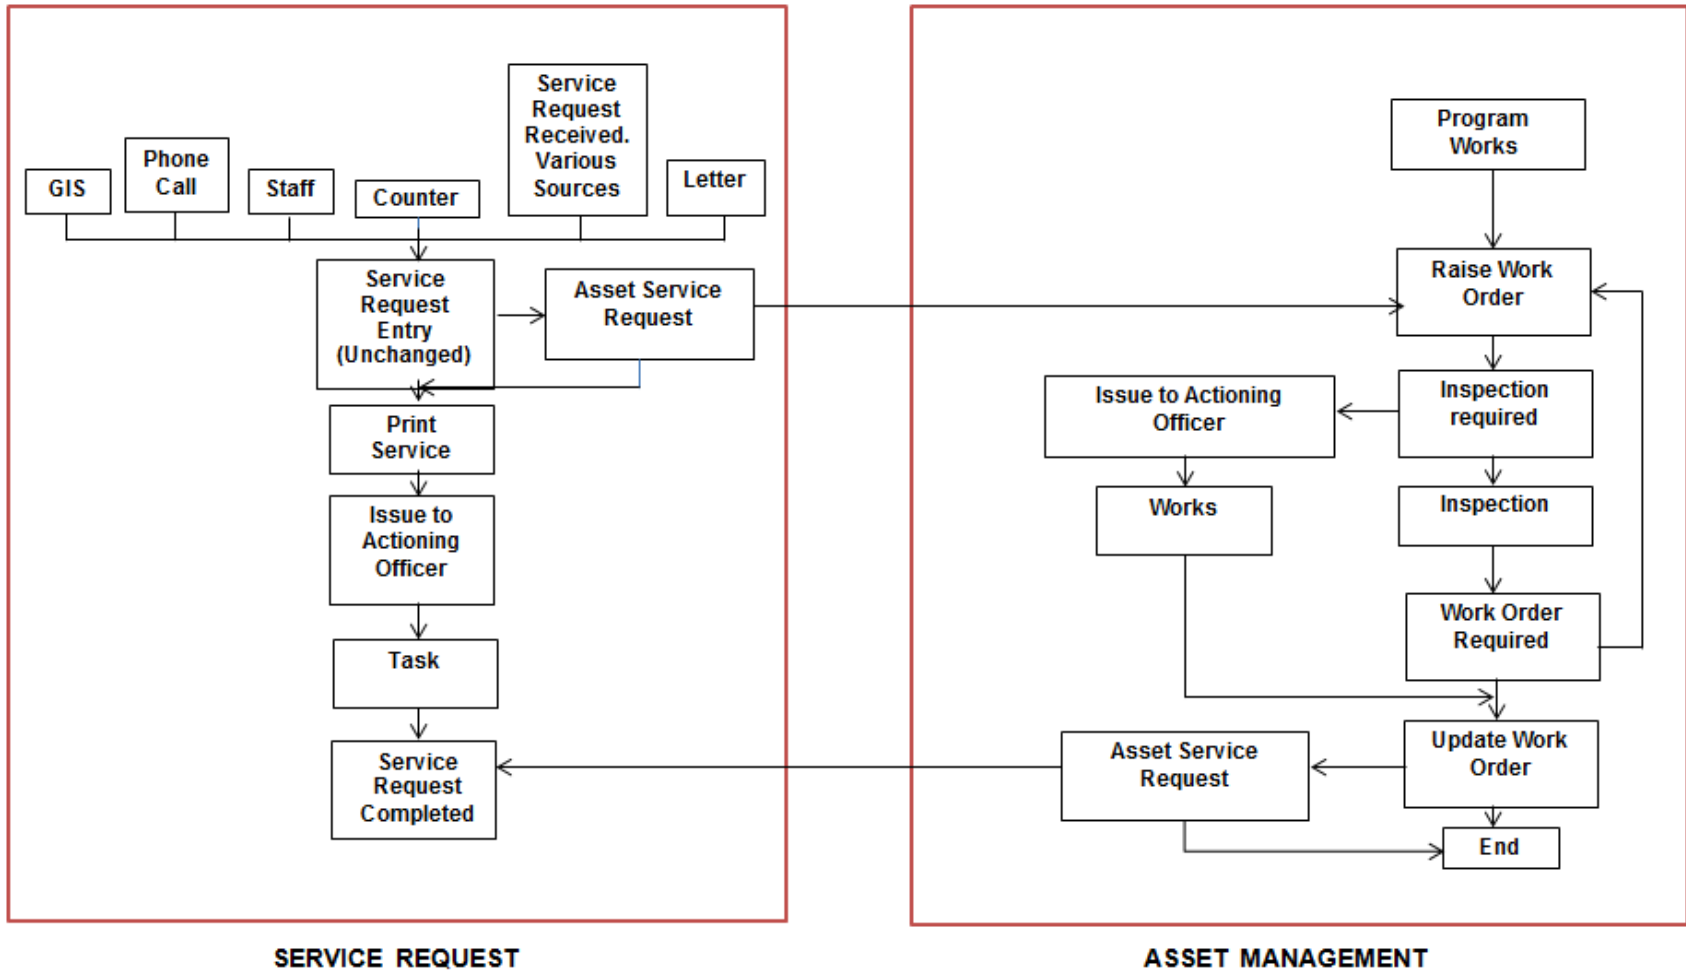 GIS
Phone
Call
Staff
Counter
Service
Request
Received.
Various
Sources
Letter
Service
Request
Entry
(Unchanged)
Asset Service
Request
Print
Service
Issue to
Actioning
Officer
Task
Service
Request
Completed
SERVICE REQUEST
Program
Works
Raise Work
Order
Inspection
required
Issue to Actioning
Officer
Works
Inspection
Work Order
Required
Update Work
Order
Asset Service
Request
End
ASSET MANAGEMENT